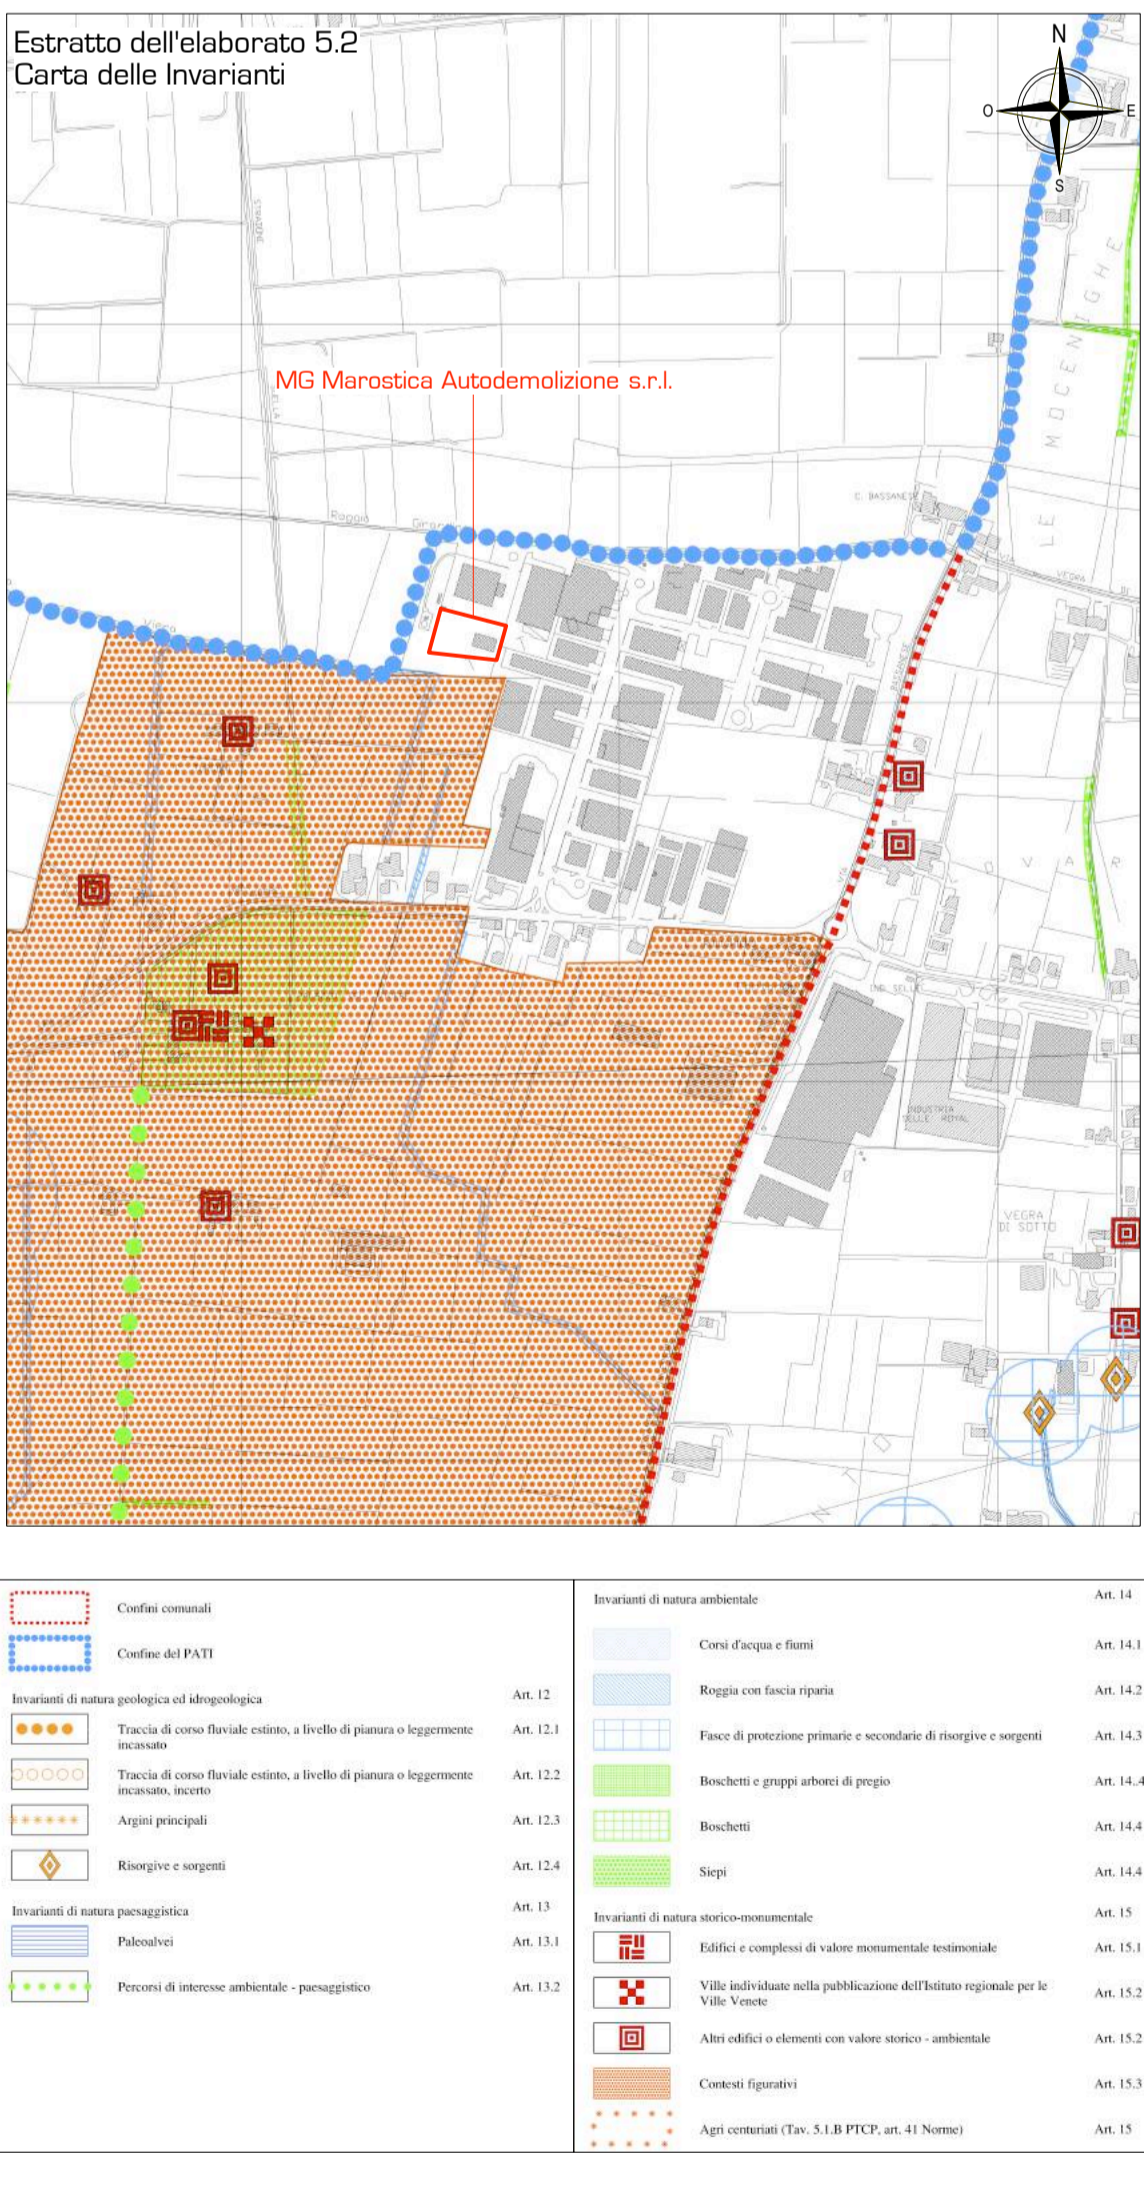 Estratto dell'elaborato 5.2
Carta delle Invarianti
N
O
E
S
STRADONE
LE MOCENIGHE
MG Marostica Autodemolizione s.r.l.
C. BASSANESE
VEGRA
BASSANESE
VIA
IND. SELLE
INDUSTRIA
SELLE ROYAL
VEGRA
DI SOTTO
Confini comunali
Confine del PATI
Invarianti di natura geologica ed idrogeologica Art. 12
Traccia di corso fluviale estinto, a livello di pianura o leggermente Art. 12.1
incassato
Traccia di corso fluviale estinto, a livello di pianura o leggermente Art. 12.2
incassato, incerto
Argini principali Art. 12.3
Risorgive e sorgenti Art. 12.4
Invarianti di natura paesaggistica Art. 13
Paleoalvei Art. 13.1
Percorsi di interesse ambientale - paesaggistico Art. 13.2
Invarianti di natura ambientale Art. 14
Corsi d'acqua e fiumi Art. 14.1
Roggia con fascia riparia Art. 14.2
Fasce di protezione primarie e secondarie di risorgive e sorgenti Art. 14.3
Boschetti e gruppi arborei di pregio Art. 14..4
Boschetti Art. 14.4
Siepi Art. 14.4
Invarianti di natura storico-monumentale Art. 15
Edifici e complessi di valore monumentale testimoniale Art. 15.1
Ville individuate nella pubblicazione dell'Istituto regionale per le Art. 15.2
Ville Venete
Altri edifici o elementi con valore storico - ambientale Art. 15.2
Contesti figurativi Art. 15.3
Agri centuriati (Tav. 5.1.B PTCP, art. 41 Norme) Art. 15